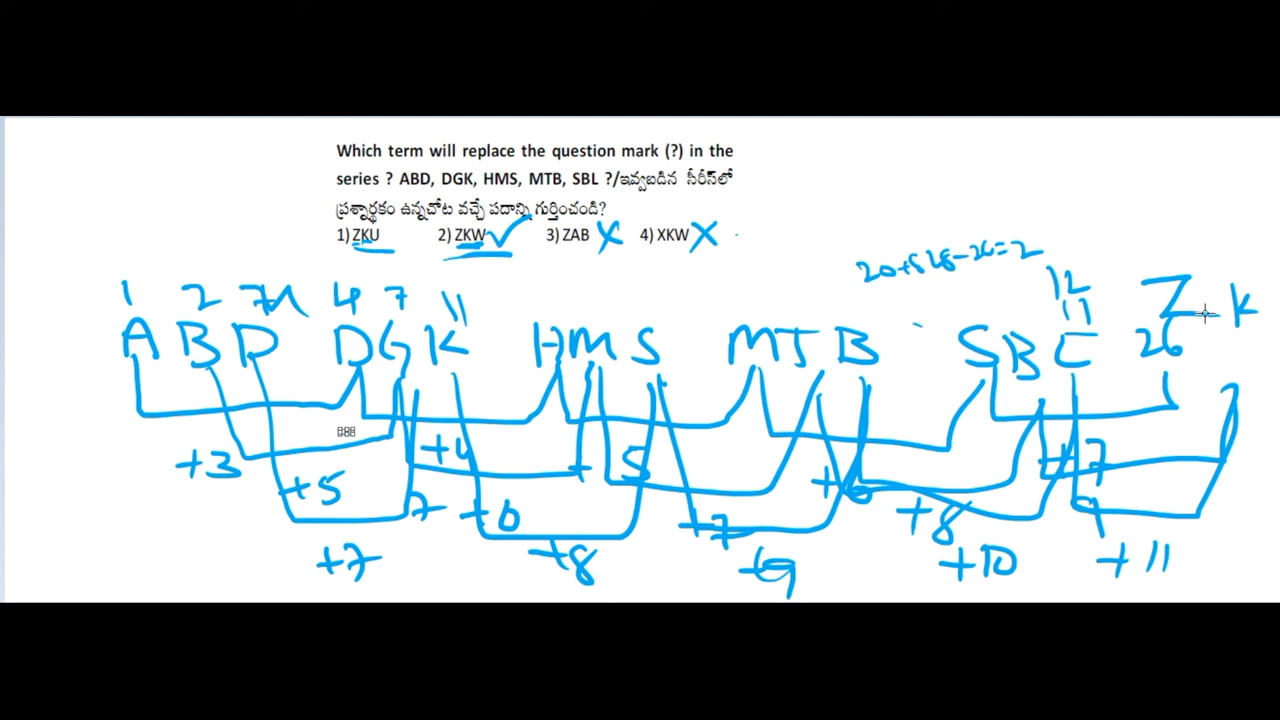 Which term will replace the question mark (?) in the
series ? ABD, DGK, HMS, MTB, SBL ?/ఇవ్వబడిన సీరీస్‌లో
ప్రశ్నార్థకం ఉన్నచోట వచ్చే పదాన్ని గుర్తించండి?
1) ZKU 2) ZKW 3) ZAB 4) XKW
20+8 28-26=2
1 2 4 7 11 12 11
A B D D G K H M S M T B S B L 26 Z K
+3 +5 +7 +4 +6 +8 +5 +7 +9 +6 +8 +10 +7 9 +11